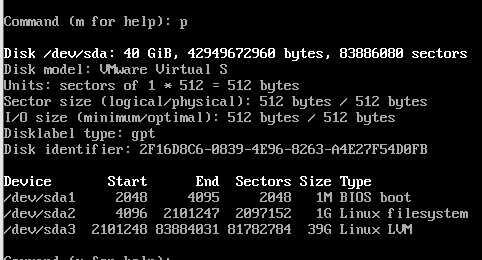 Command (m for help): p
Disk /dev/sda: 40 GiB, 42949672960 bytes, 83886080 sectors
Disk model: VMware Virtual S
Units: sectors of 1 * 512 = 512 bytes
Sector size (logical/physical): 512 bytes / 512 bytes
I/O size (minimum/optimal): 512 bytes / 512 bytes
Disklabel type: gpt
Disk identifier: 2F16D8C6-0839-4E96-8263-A4E27F54D0FB
Device Start End Sectors Size Type
/dev/sda1 2048 4095 2048 1M BIOS boot
/dev/sda2 4096 2101247 2097152 1G Linux filesystem
/dev/sda3 2101248 83884031 81782784 39G Linux LVM
Command (m for help):